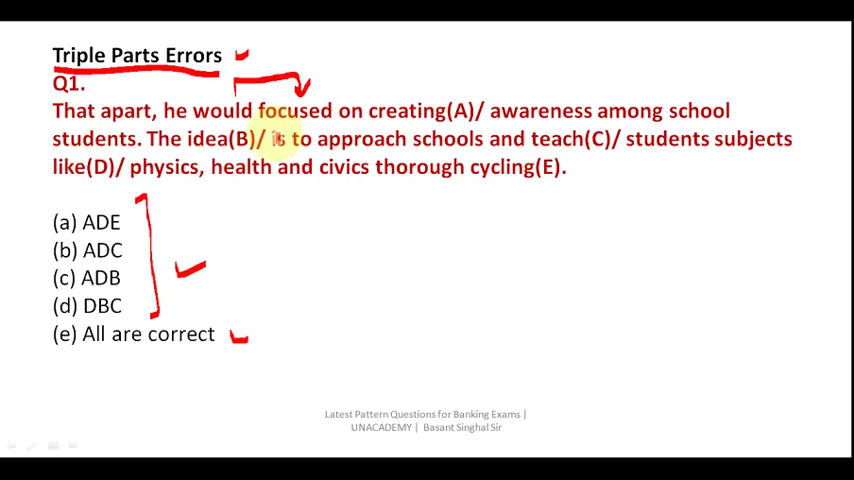 Triple Parts Errors
Q1.
That apart, he would focused on creating(A)/ awareness among school
students. The idea(B)/ is to approach schools and teach(C)/ students subjects
like(D)/ physics, health and civics thorough cycling(E).
(a) ADE
(b) ADC
(c) ADB
(d) DBC
(e) All are correct
Latest Pattern Questions for Banking Exams |
UNACADEMY | Basant Singhal Sir